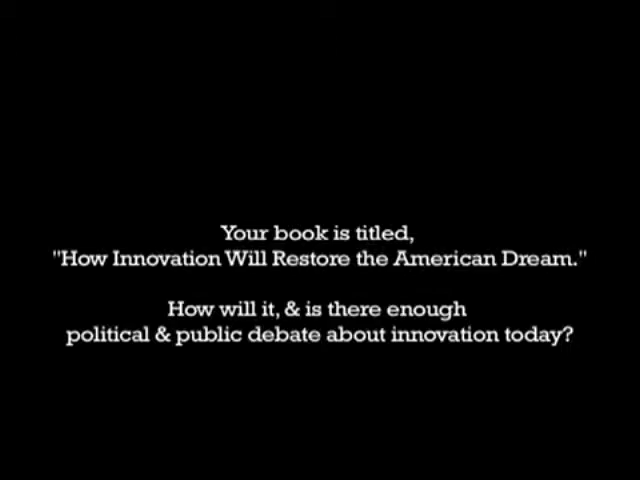 Your book is titled,
"How Innovation Will Restore the American Dream."
How will it, & is there enough
political & public debate about innovation today?